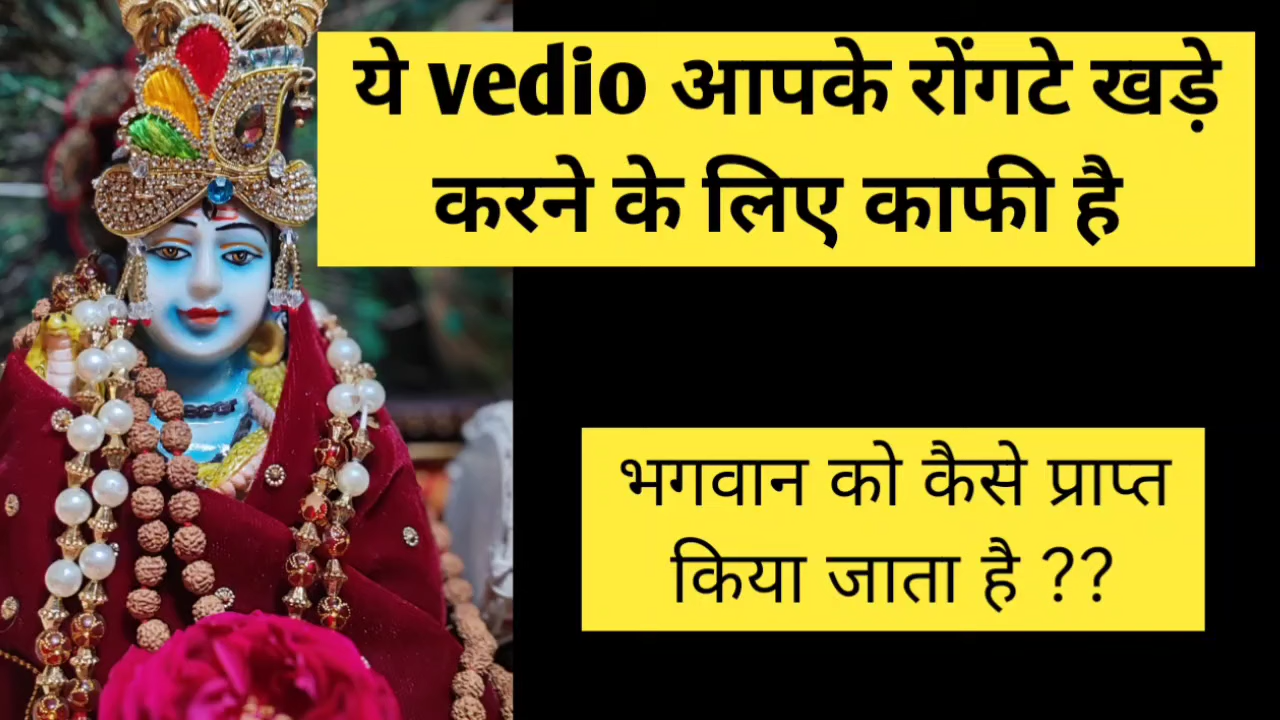 ये vedio आपके रोंगटे खड़े
करने के लिए काफी है
भगवान को कैसे प्राप्त
किया जाता है ??